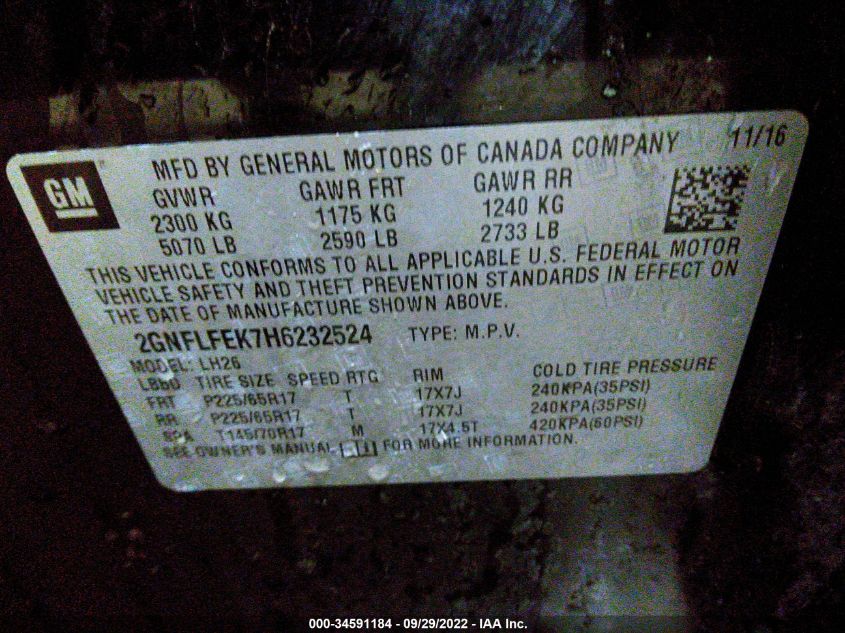 GM
MFD BY GENERAL MOTORS OF CANADA COMPANY 11/16
GVWR GAWR FRT GAWR RR
2300 KG 1175 KG 1240 KG
5070 LB 2590 LB 2733 LB
THIS VEHICLE CONFORMS TO ALL APPLICABLE U.S. FEDERAL MOTOR
VEHICLE SAFETY AND THEFT PREVENTION STANDARDS IN EFFECT ON
THE DATE OF MANUFACTURE SHOWN ABOVE.
2GNFLFEK7H6232524 TYPE: M.P.V.
MODEL: LH26
TIRE SIZE SPEED RTG RIM COLD TIRE PRESSURE
FRT P225/65R17 T 17X7J 240KPA(35PSI)
RR P225/65R17 T 17X7J 240KPA(35PSI)
SPA T145/70R17 M 17X4.5T 420KPA(60PSI)
SEE OWNER'S MANUAL FOR MORE INFORMATION.
000-34591184 - 09/29/2022 - IAA Inc.